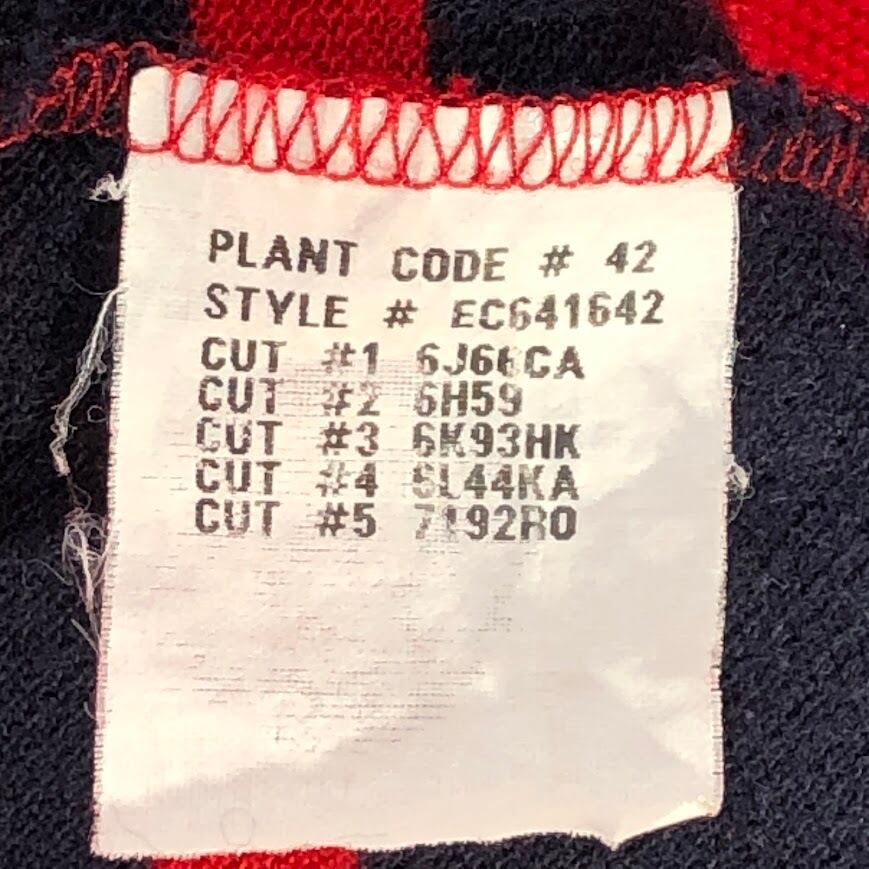 PLANT CODE # 42
STYLE # EC641642
CUT #1 6J66CA
CUT #2 6H59
CUT #3 6K93HK
CUT #4 6L44KA
CUT #5 7192RO